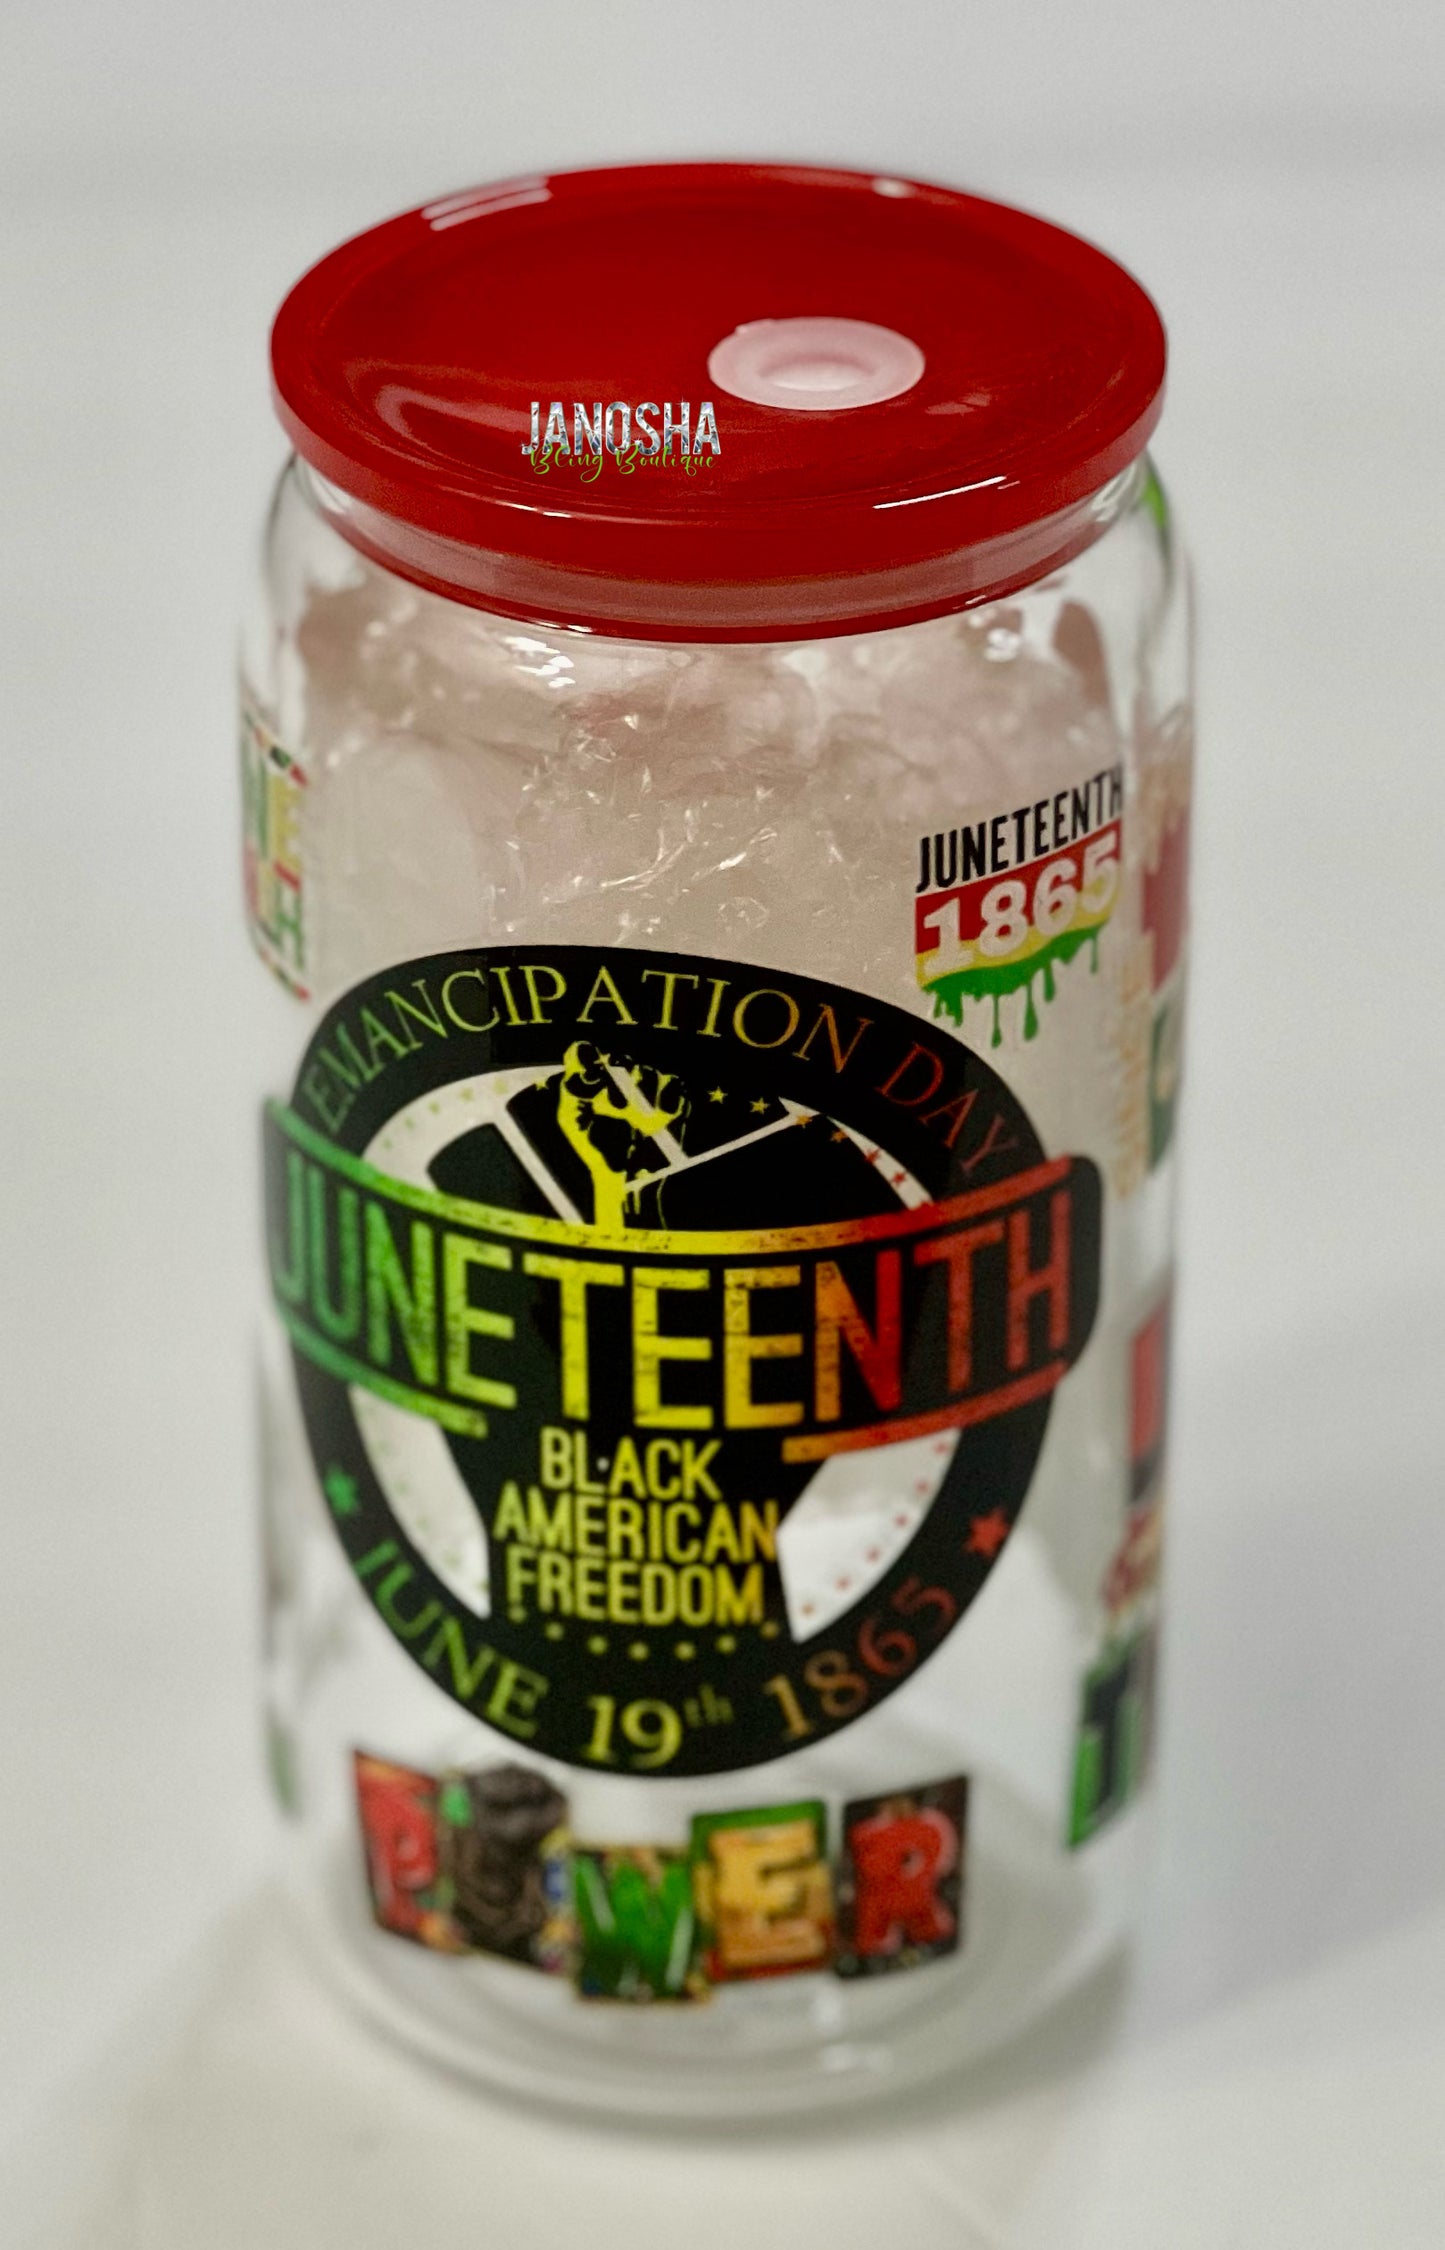 JANOSHA
Bling Boutique
JUNETEENTH
1865
EMANCIPATION DAY
JUNETEENTH
BLACK
AMERICAN
FREEDOM
JUNE 19th 1865
POWER